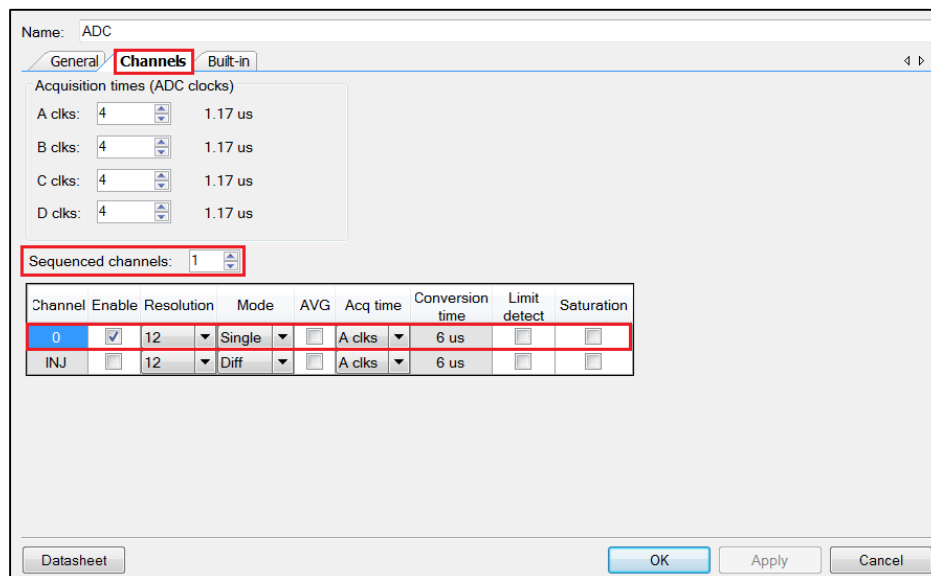 Name: ADC
General Channels Built-in
Acquisition times (ADC clocks)
A clks: 4 1.17 us
B clks: 4 1.17 us
C clks: 4 1.17 us
D clks: 4 1.17 us
Sequenced channels: 1
Channel Enable Resolution Mode AVG Acq time Conversion time Limit detect Saturation
0 12 Single A clks 6 us
INJ 12 Diff A clks 6 us
Datasheet OK Apply Cancel